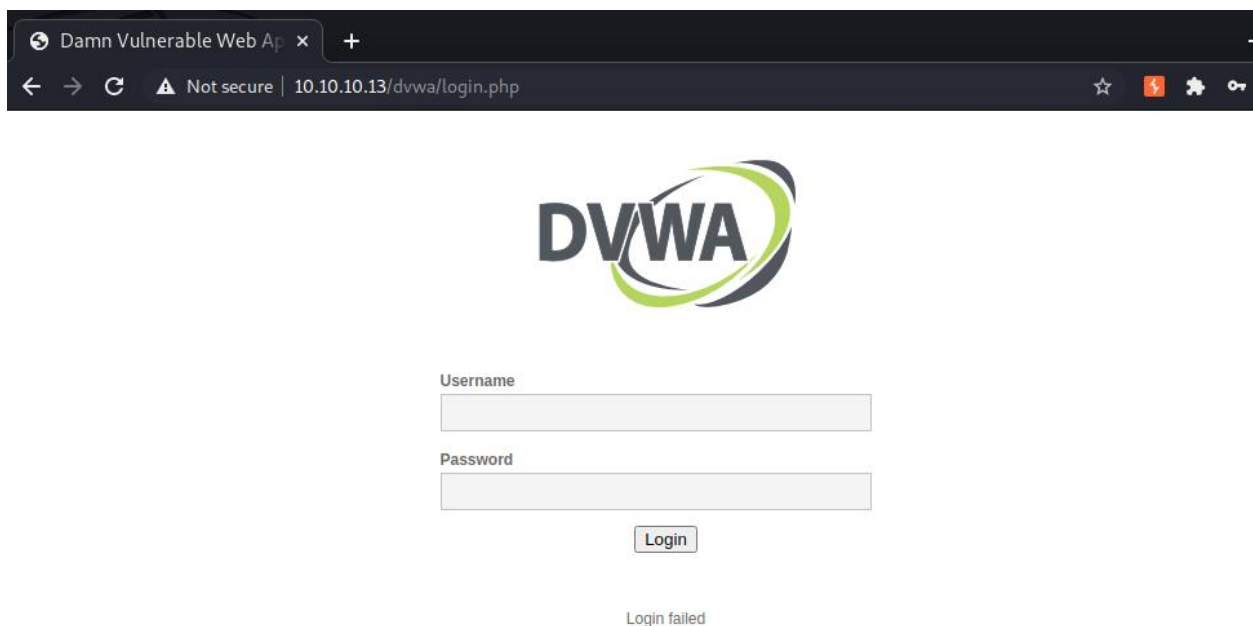 Damn Vulnerable Web Ap
Not secure | 10.10.10.13/dvwa/login.php
DVWA
Username
Password
Login
Login failed